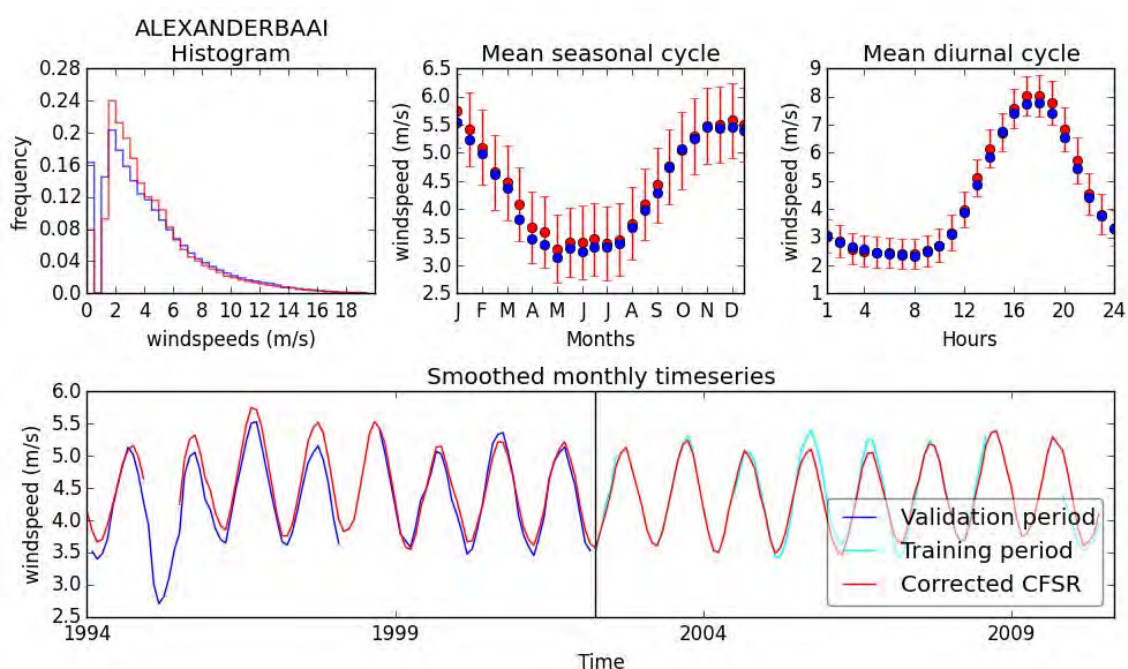 ALEXANDERBAAI
Histogram
Mean seasonal cycle
Mean diurnal cycle
0.28
0.24
0.2
0.16
0.12
0.08
0.04
0.0
frequency
0 2 4 6 8 10 12 14 16 18
windspeeds (m/s)
6.5
6.0
5.5
5.0
4.5
4.0
3.5
3.0
2.5
windspeed (m/s)
J F M A M J J A S O N D
Months
9
8
7
6
5
4
3
2
1
windspeed (m/s)
1 4 8 12 16 20 24
Hours
Smoothed monthly timeseries
6.0
5.5
5.0
4.5
4.0
3.5
3.0
2.5
windspeed (m/s)
Validation period
Training period
Corrected CFSR
1994 1999 2004 2009
Time